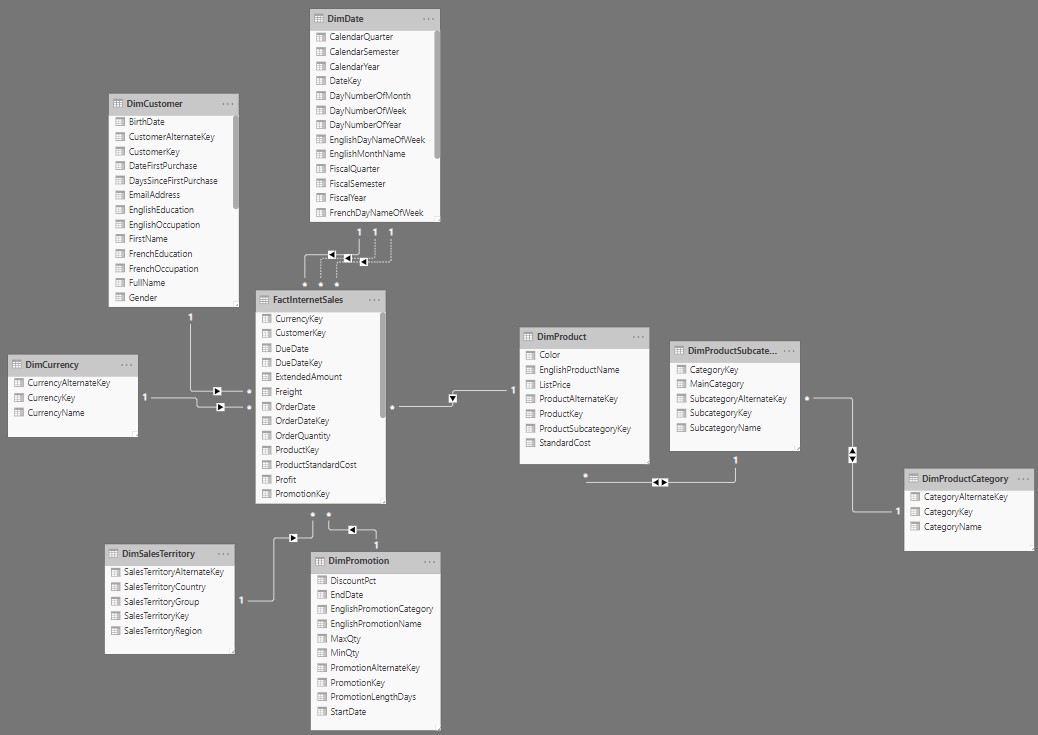 DimDate
CalendarQuarter
CalendarSemester
CalendarYear
DateKey
DayNumberOfMonth
DayNumberOfWeek
DayNumberOfYear
EnglishDayNameOfWeek
EnglishMonthName
FiscalQuarter
FiscalSemester
FiscalYear
FrenchDayNameOfWeek
1 1 1
DimCustomer
BirthDate
CustomerAlternateKey
CustomerKey
DateFirstPurchase
DaysSinceFirstPurchase
EmailAddress
EnglishEducation
EnglishOccupation
FirstName
FrenchEducation
FrenchOccupation
FullName
Gender
1
DimCurrency
CurrencyAlternateKey
CurrencyKey
CurrencyName
1
FactInternetSales
CurrencyKey
CustomerKey
DueDate
DueDateKey
ExtendedAmount
Freight
OrderDate
OrderDateKey
OrderQuantity
ProductKey
ProductStandardCost
Profit
PromotionKey
DimProduct
Color
EnglishProductName
ListPrice
ProductAlternateKey
ProductKey
ProductSubcategoryKey
StandardCost
1
DimProductSubcate...
CategoryKey
MainCategory
SubcategoryAlternateKey
SubcategoryKey
SubcategoryName
1
DimProductCategory
CategoryAlternateKey
CategoryKey
CategoryName
1
DimSalesTerritory
SalesTerritoryAlternateKey
SalesTerritoryCountry
SalesTerritoryGroup
SalesTerritoryKey
SalesTerritoryRegion
1
1
DimPromotion
DiscountPct
EndDate
EnglishPromotionCategory
EnglishPromotionName
MaxQty
MinQty
PromotionAlternateKey
PromotionKey
PromotionLengthDays
StartDate